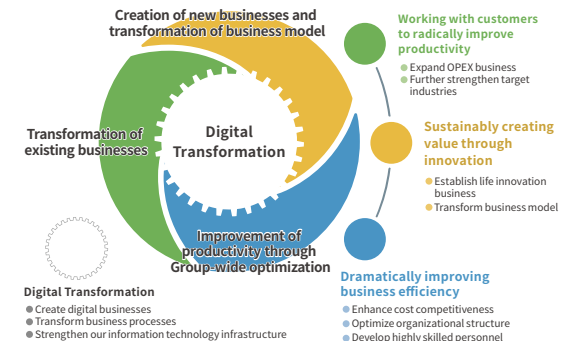 Creation of new businesses and
transformation of business model
Transformation of
existing businesses
Digital
Transformation
Improvement of
productivity through
Group-wide optimization
Digital Transformation
Create digital businesses
Transform business processes
Strengthen our information technology infrastructure
Working with customers
to radically improve
productivity
Expand OPEX business
Further strengthen target
industries
Sustainably creating
value through
innovation
Establish life innovation
business
Transform business model
Dramatically improving
business efficiency
Enhance cost competitiveness
Optimize organizational structure
Develop highly skilled personnel